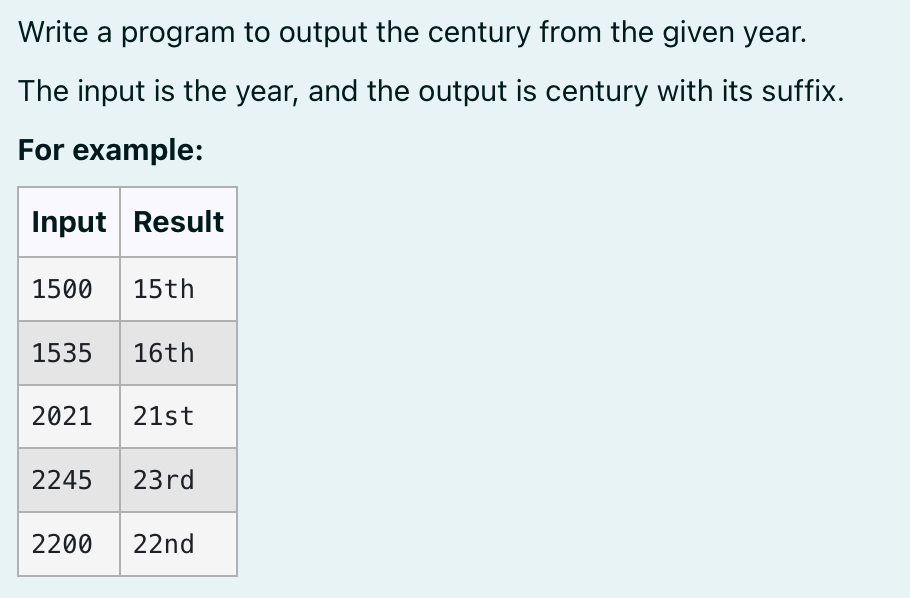 Write a program to output the century from the given year.
The input is the year, and the output is century with its suffix.
For example:
Input Result
1500 15th
1535 16th
2021 21st
2245 23rd
2200 22nd